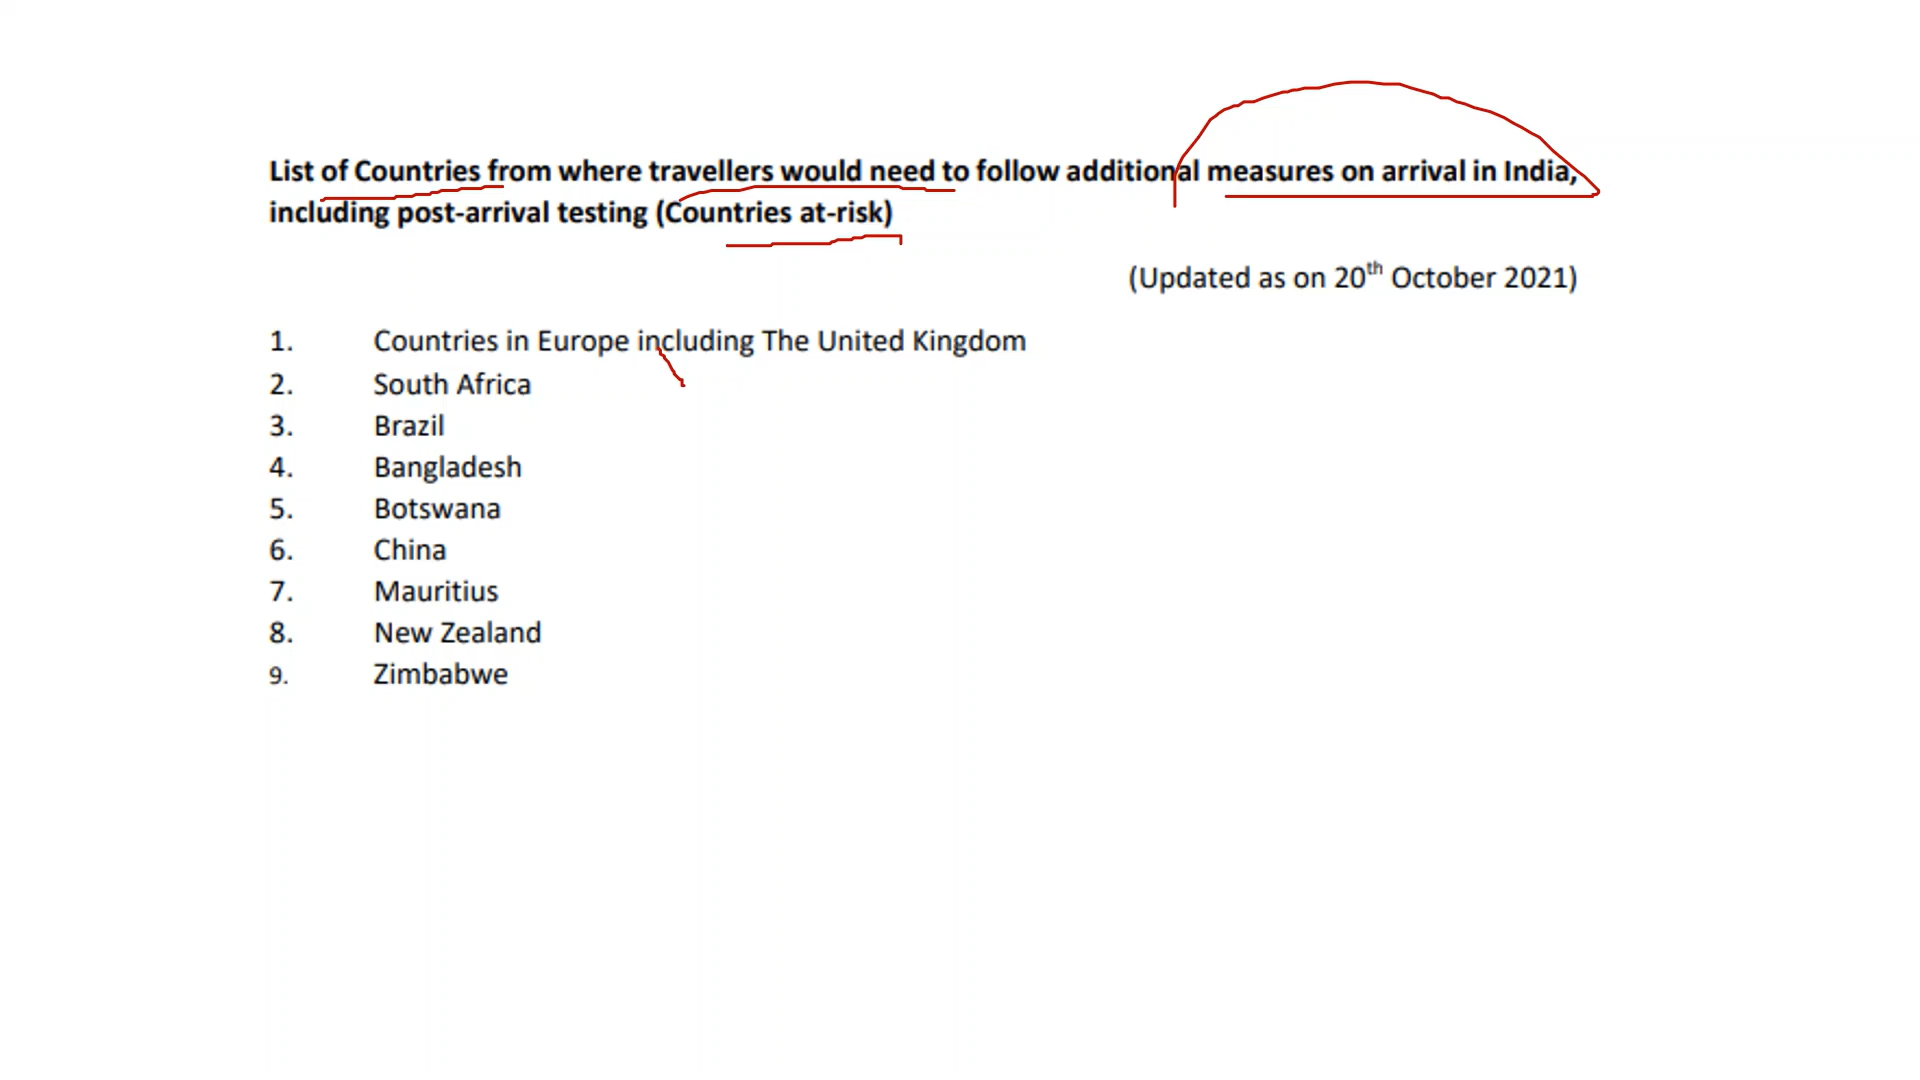 List of Countries from where travellers would need to follow additional measures on arrival in India,
including post-arrival testing (Countries at-risk)
(Updated as on 20th October 2021)
1. Countries in Europe including The United Kingdom
2. South Africa
3. Brazil
4. Bangladesh
5. Botswana
6. China
7. Mauritius
8. New Zealand
9. Zimbabwe